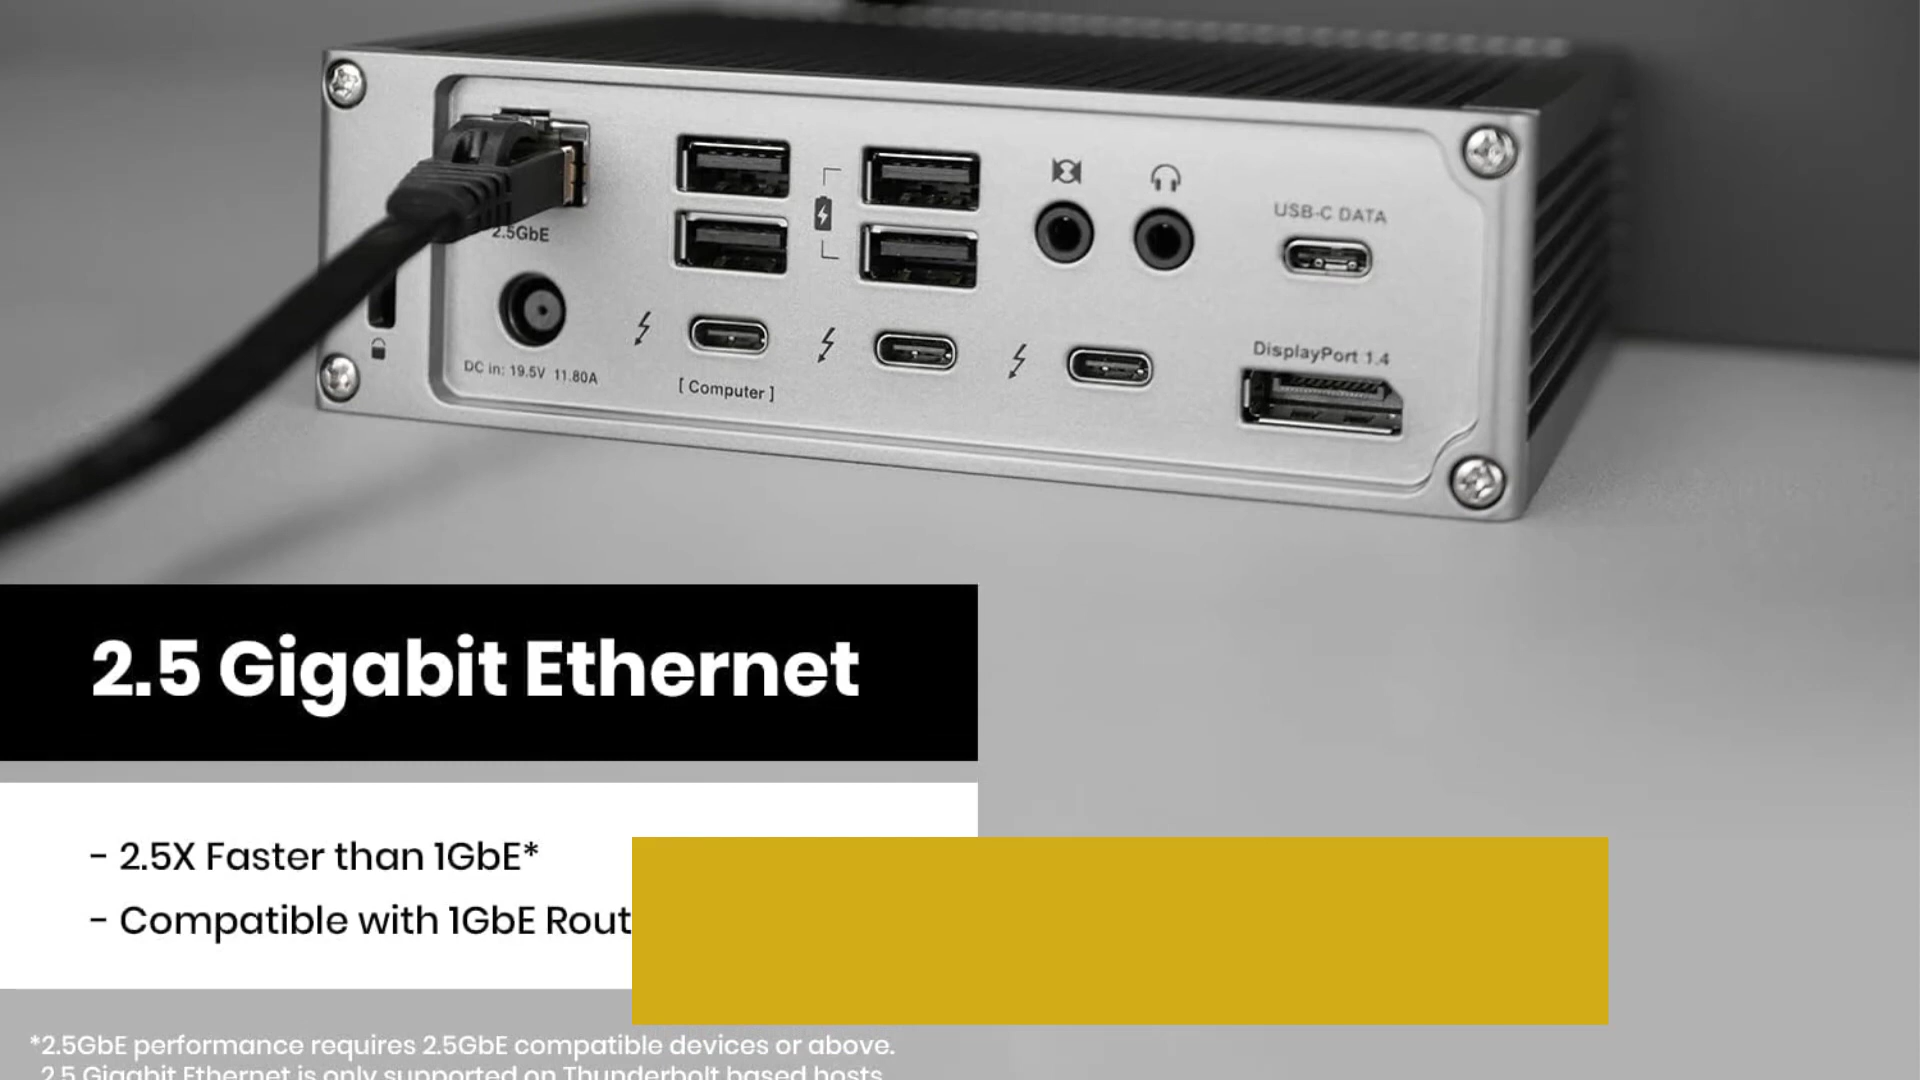 2.5GbE
USB-C DATA
DisplayPort 1.4
DC in: 19.5V 11.80A
[ Computer ]
2.5 Gigabit Ethernet
- 2.5X Faster than 1GbE*
- Compatible with 1GbE Rout
*2.5GbE performance requires 2.5GbE compatible devices or above.
2.5 Gigabit Ethernet is only supported on Thunderbolt based hosts